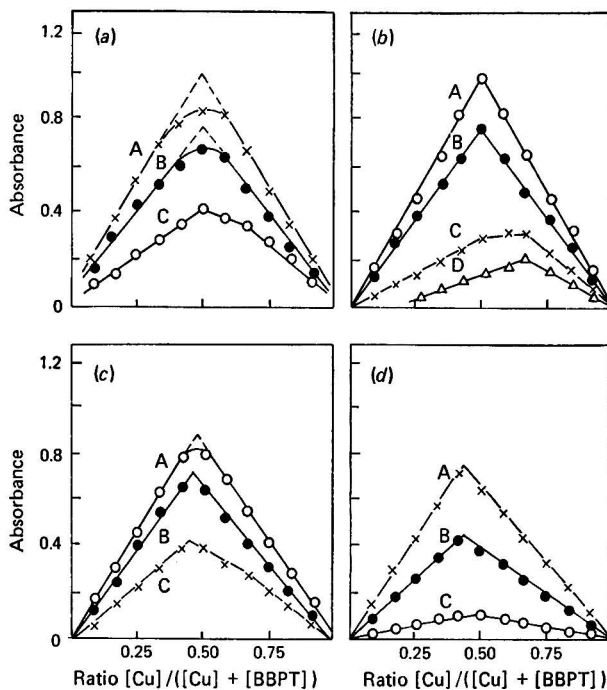 (a)
(b)
1.2
0.8
0.4
0
Absorbance
A
B
C
A
B
C
D
(c)
(d)
1.2
0.8
0.4
0
Absorbance
A
B
C
A
B
C
0.25 0.50 0.75
0.25 0.50 0.75
Ratio [Cu]/([Cu] + [BBPT])
Ratio [Cu]/([Cu] + [BBPT])